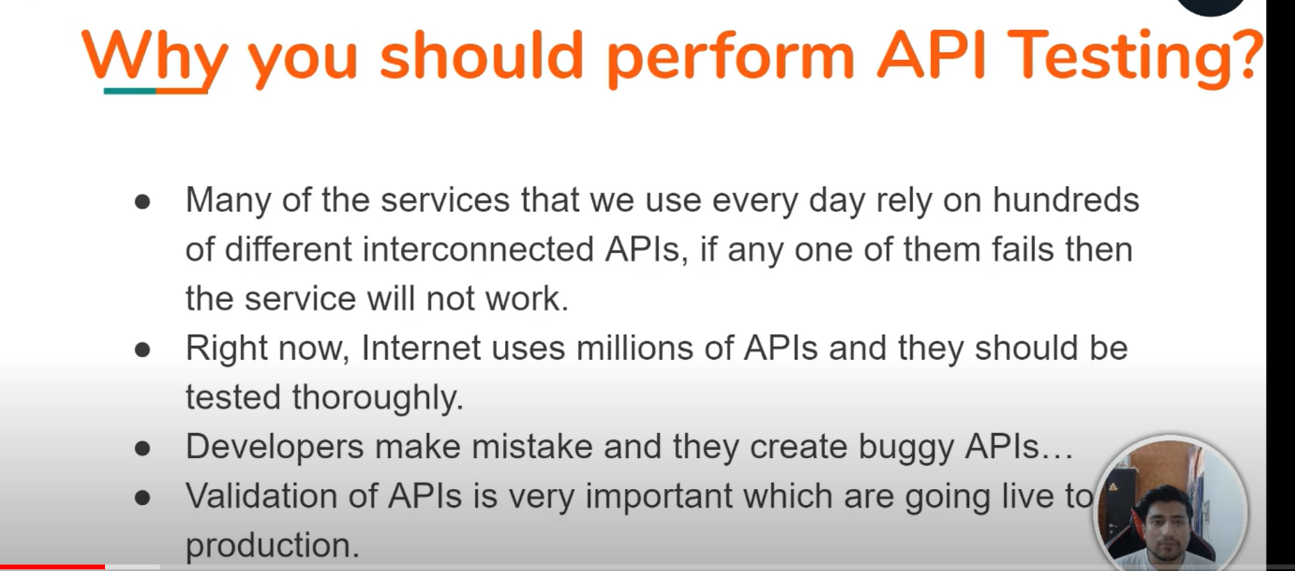 Why you should perform API Testing?
● Many of the services that we use every day rely on hundreds
of different interconnected APIs, if any one of them fails then
the service will not work.
● Right now, Internet uses millions of APIs and they should be
tested thoroughly.
● Developers make mistake and they create buggy APIs…
● Validation of APIs is very important which are going live to
production.